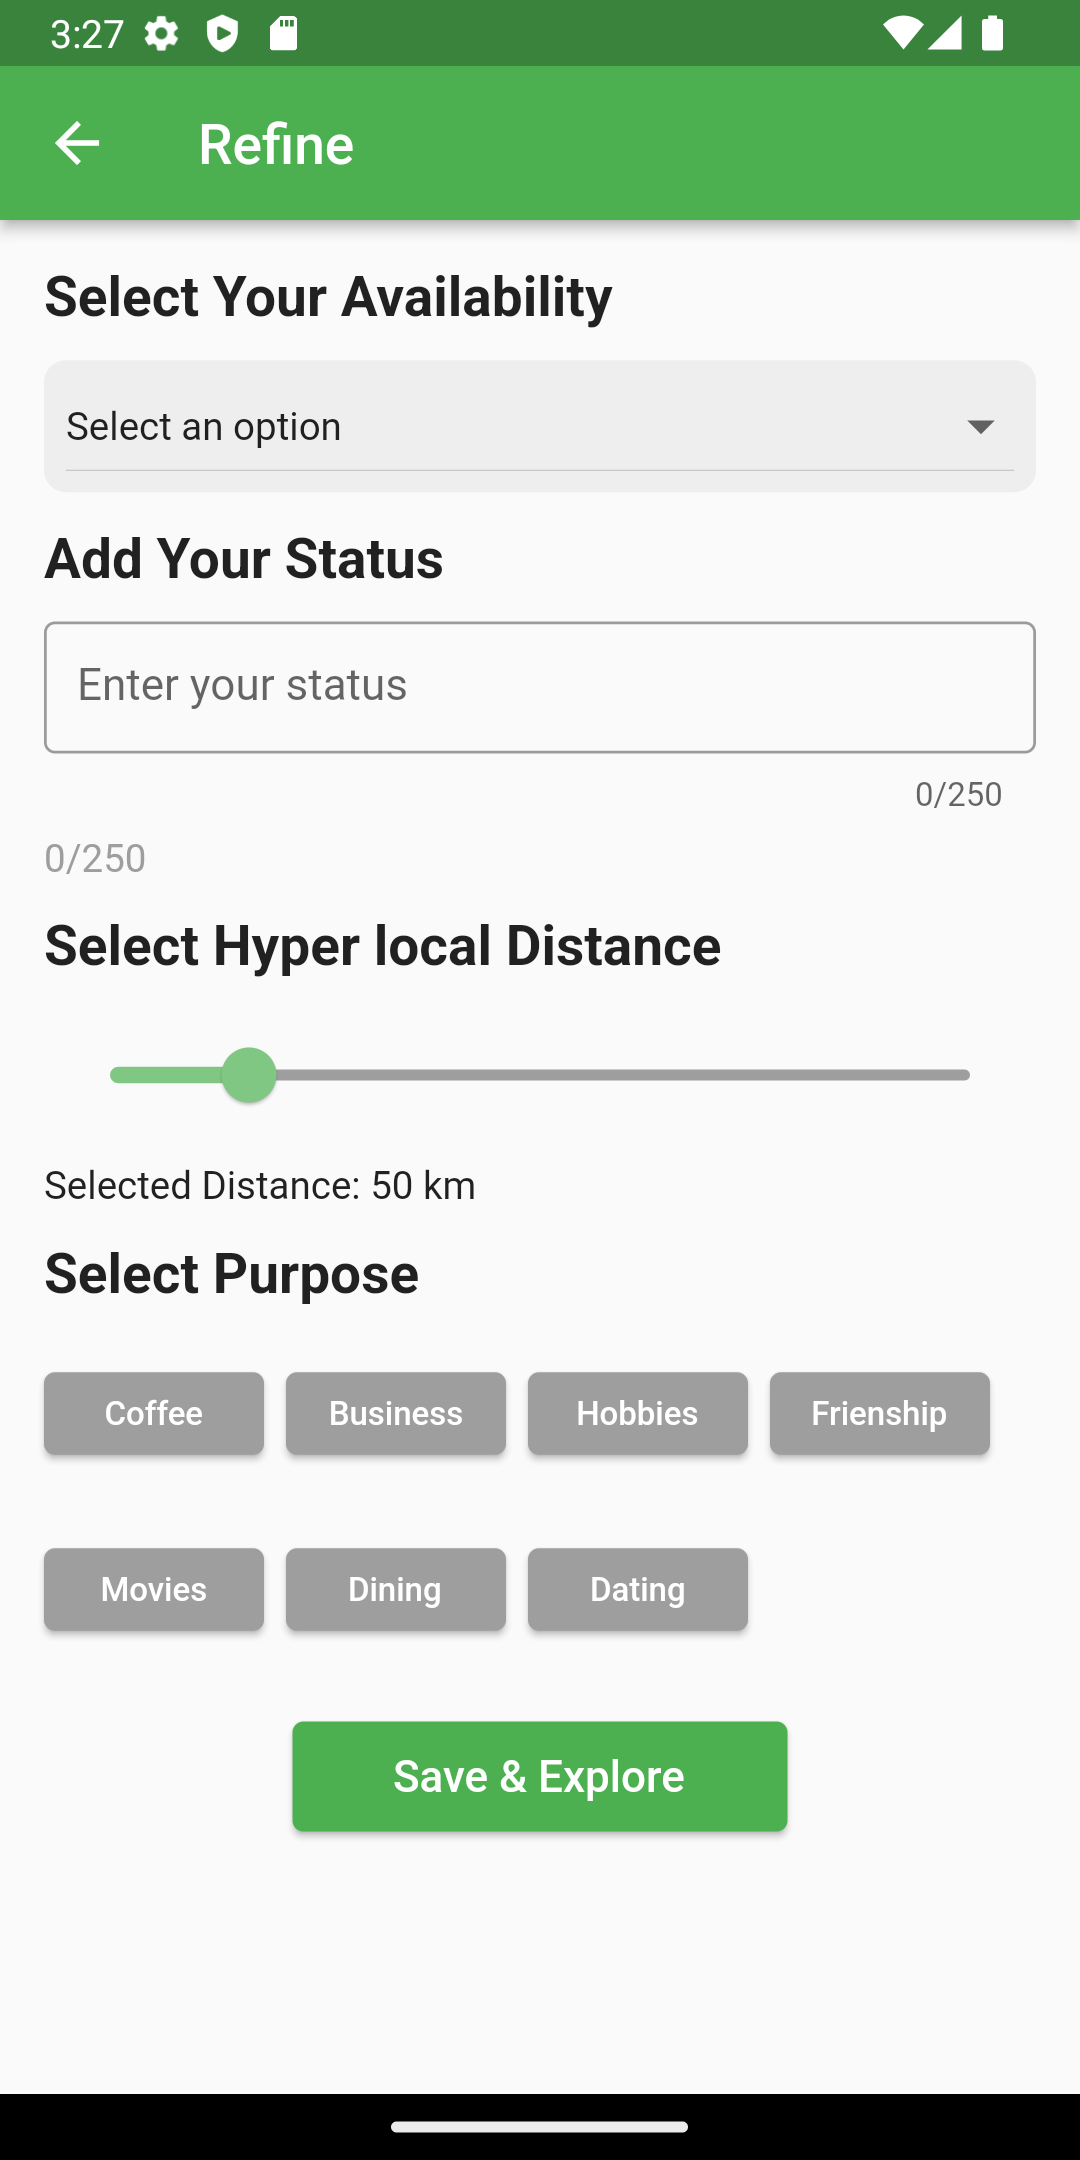 3:27
Refine
Select Your Availability
Select an option
Add Your Status
Enter your status
0/250
0/250
Select Hyper local Distance
Selected Distance: 50 km
Select Purpose
Coffee Business Hobbies Frienship
Movies Dining Dating
Save & Explore